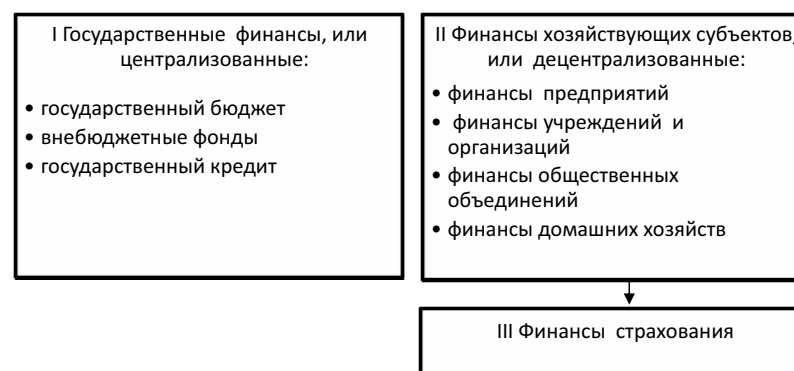 I Государственные финансы, или
централизованные:
• государственный бюджет
• внебюджетные фонды
• государственный кредит
II Финансы хозяйствующих субъектов,
или децентрализованные:
• финансы предприятий
• финансы учреждений и
организаций
• финансы общественных
объединений
• финансы домашних хозяйств
III Финансы страхования